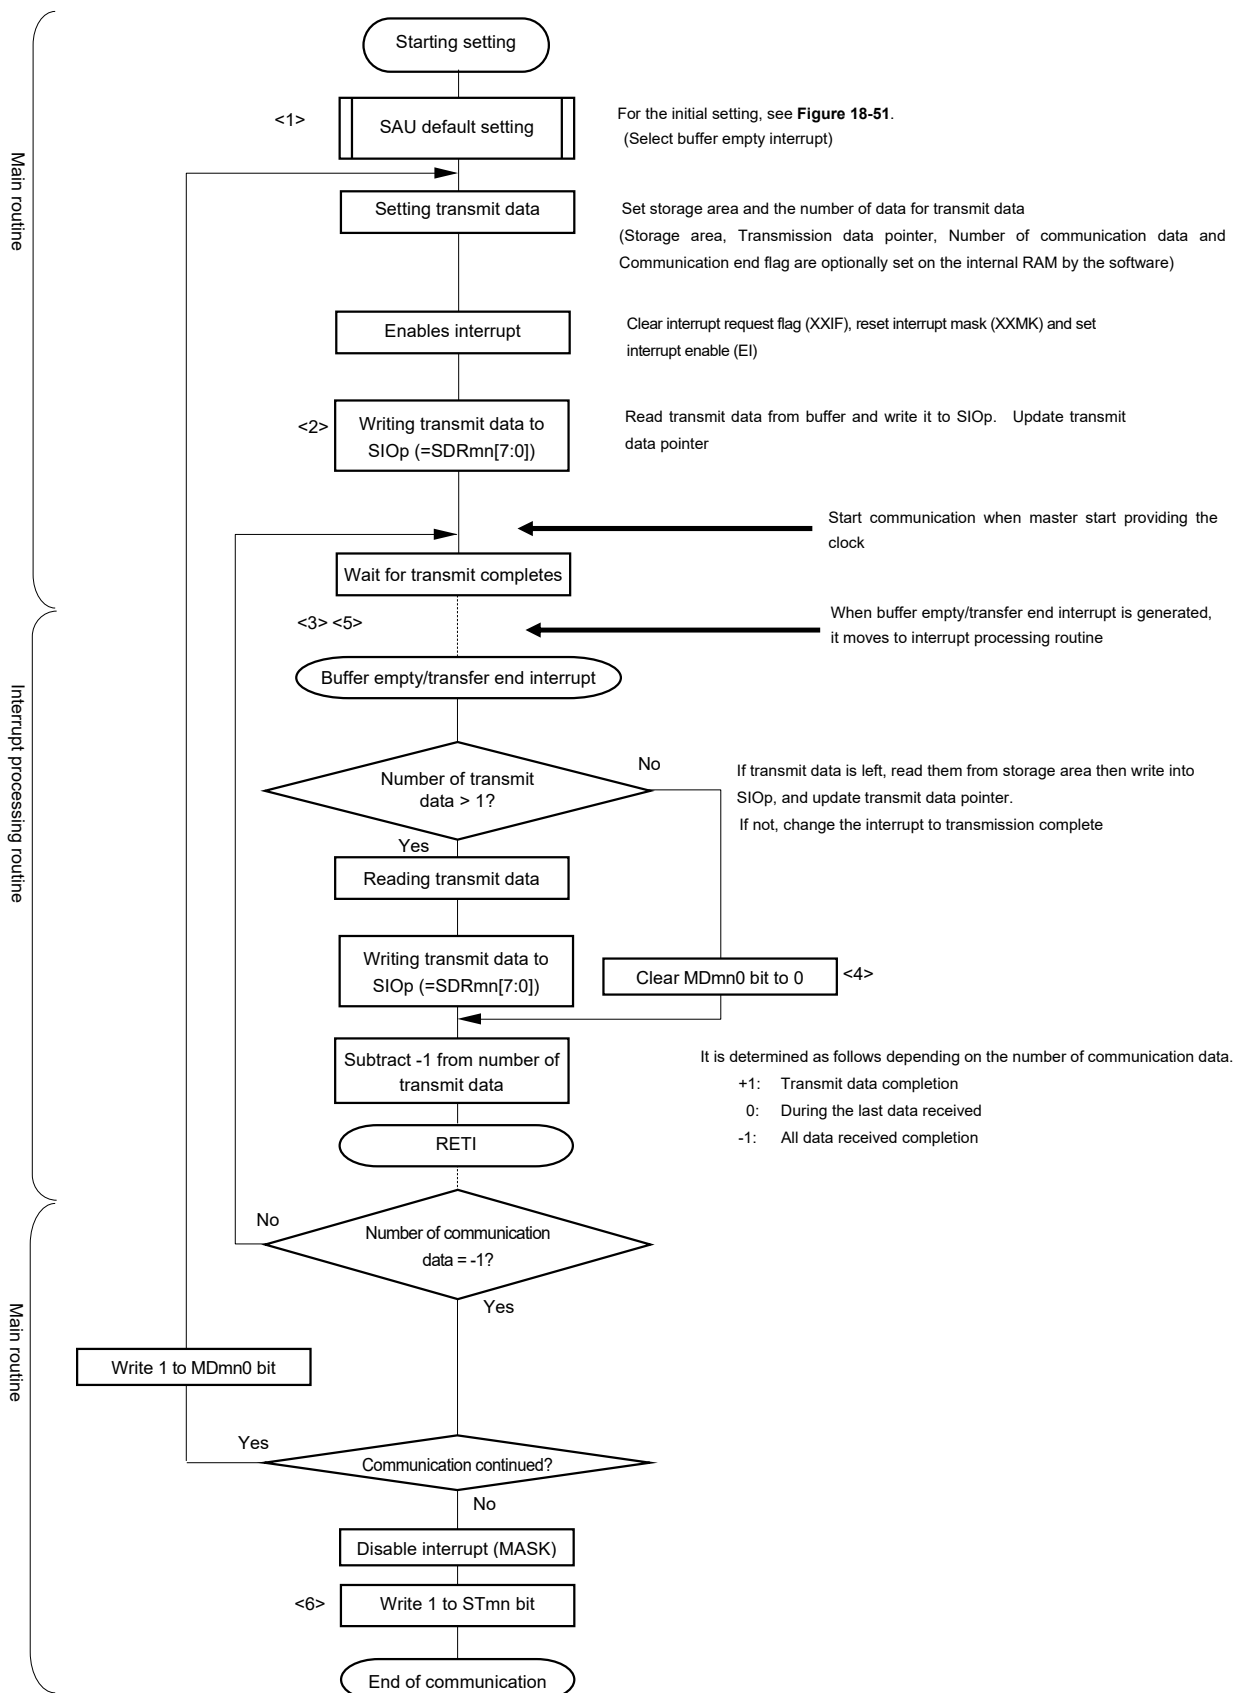 Starting setting
<1>
SAU default setting
For the initial setting, see Figure 18-51.
(Select buffer empty interrupt)
Main routine
Setting transmit data
Set storage area and the number of data for transmit data
(Storage area, Transmission data pointer, Number of communication data and
Communication end flag are optionally set on the internal RAM by the software)
Enables interrupt
Clear interrupt request flag (XXIF), reset interrupt mask (XXMK) and set
interrupt enable (EI)
<2>
Writing transmit data to
SIOp (=SDRmn[7:0])
Read transmit data from buffer and write it to SIOp. Update transmit
data pointer
Start communication when master start providing the
clock
Wait for transmit completes
<3> <5>
When buffer empty/transfer end interrupt is generated,
it moves to interrupt processing routine
Buffer empty/transfer end interrupt
Interrupt processing routine
Number of transmit
data > 1?
No
Yes
If transmit data is left, read them from storage area then write into
SIOp, and update transmit data pointer.
If not, change the interrupt to transmission complete
Reading transmit data
Writing transmit data to
SIOp (=SDRmn[7:0])
Clear MDmn0 bit to 0
<4>
Subtract -1 from number of
transmit data
It is determined as follows depending on the number of communication data.
+1: Transmit data completion
0: During the last data received
-1: All data received completion
RETI
No
Number of communication
data = -1?
Yes
Main routine
Write 1 to MDmn0 bit
Yes
Communication continued?
No
Disable interrupt (MASK)
<6>
Write 1 to STmn bit
End of communication